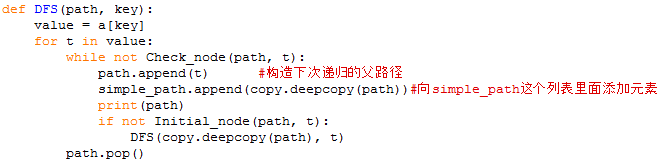 def DFS(path, key):
    value = a[key]
    for t in value:
        while not Check_node(path, t):
            path.append(t)      #构造下次递归的父路径
            simple_path.append(copy.deepcopy(path))#向simple_path这个列表里面添加元素
            print(path)
            if not Initial_node(path, t):
                DFS(copy.deepcopy(path), t)
        path.pop()